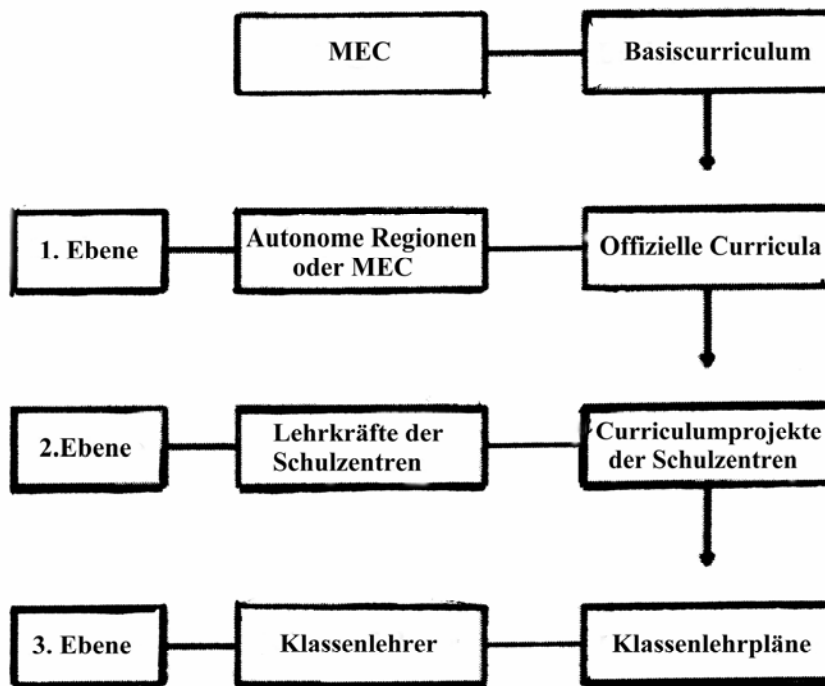 MEC
Basiscurriculum
1. Ebene
Autonome Regionen
oder MEC
Offizielle Curricula
2.Ebene
Lehrkräfte der
Schulzentren
Curriculumprojekte
der Schulzentren
3. Ebene
Klassenlehrer
Klassenlehrpläne